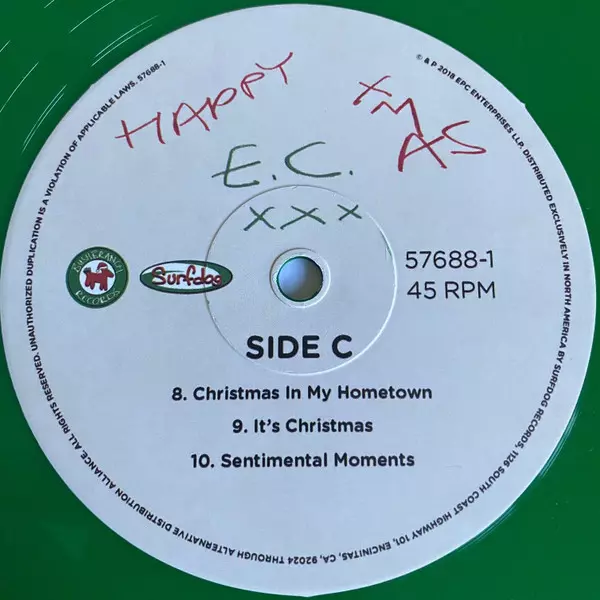 HAPPY XMAS
E.C.
xxx
BUSHBRANCH RECORDS
Surfdog
57688-1
45 RPM
SIDE C
8. Christmas In My Hometown
9. It's Christmas
10. Sentimental Moments
© & ℗ 2018 EPC ENTERPRISES LLP. DISTRIBUTED EXCLUSIVELY IN NORTH AMERICA BY SURFDOG RECORDS, 1126 SOUTH COAST HIGHWAY 101, ENCINITAS, CA, 92024 THROUGH ALTERNATIVE DISTRIBUTION ALLIANCE. ALL RIGHTS RESERVED. UNAUTHORIZED DUPLICATION IS A VIOLATION OF APPLICABLE LAWS. 57688-1